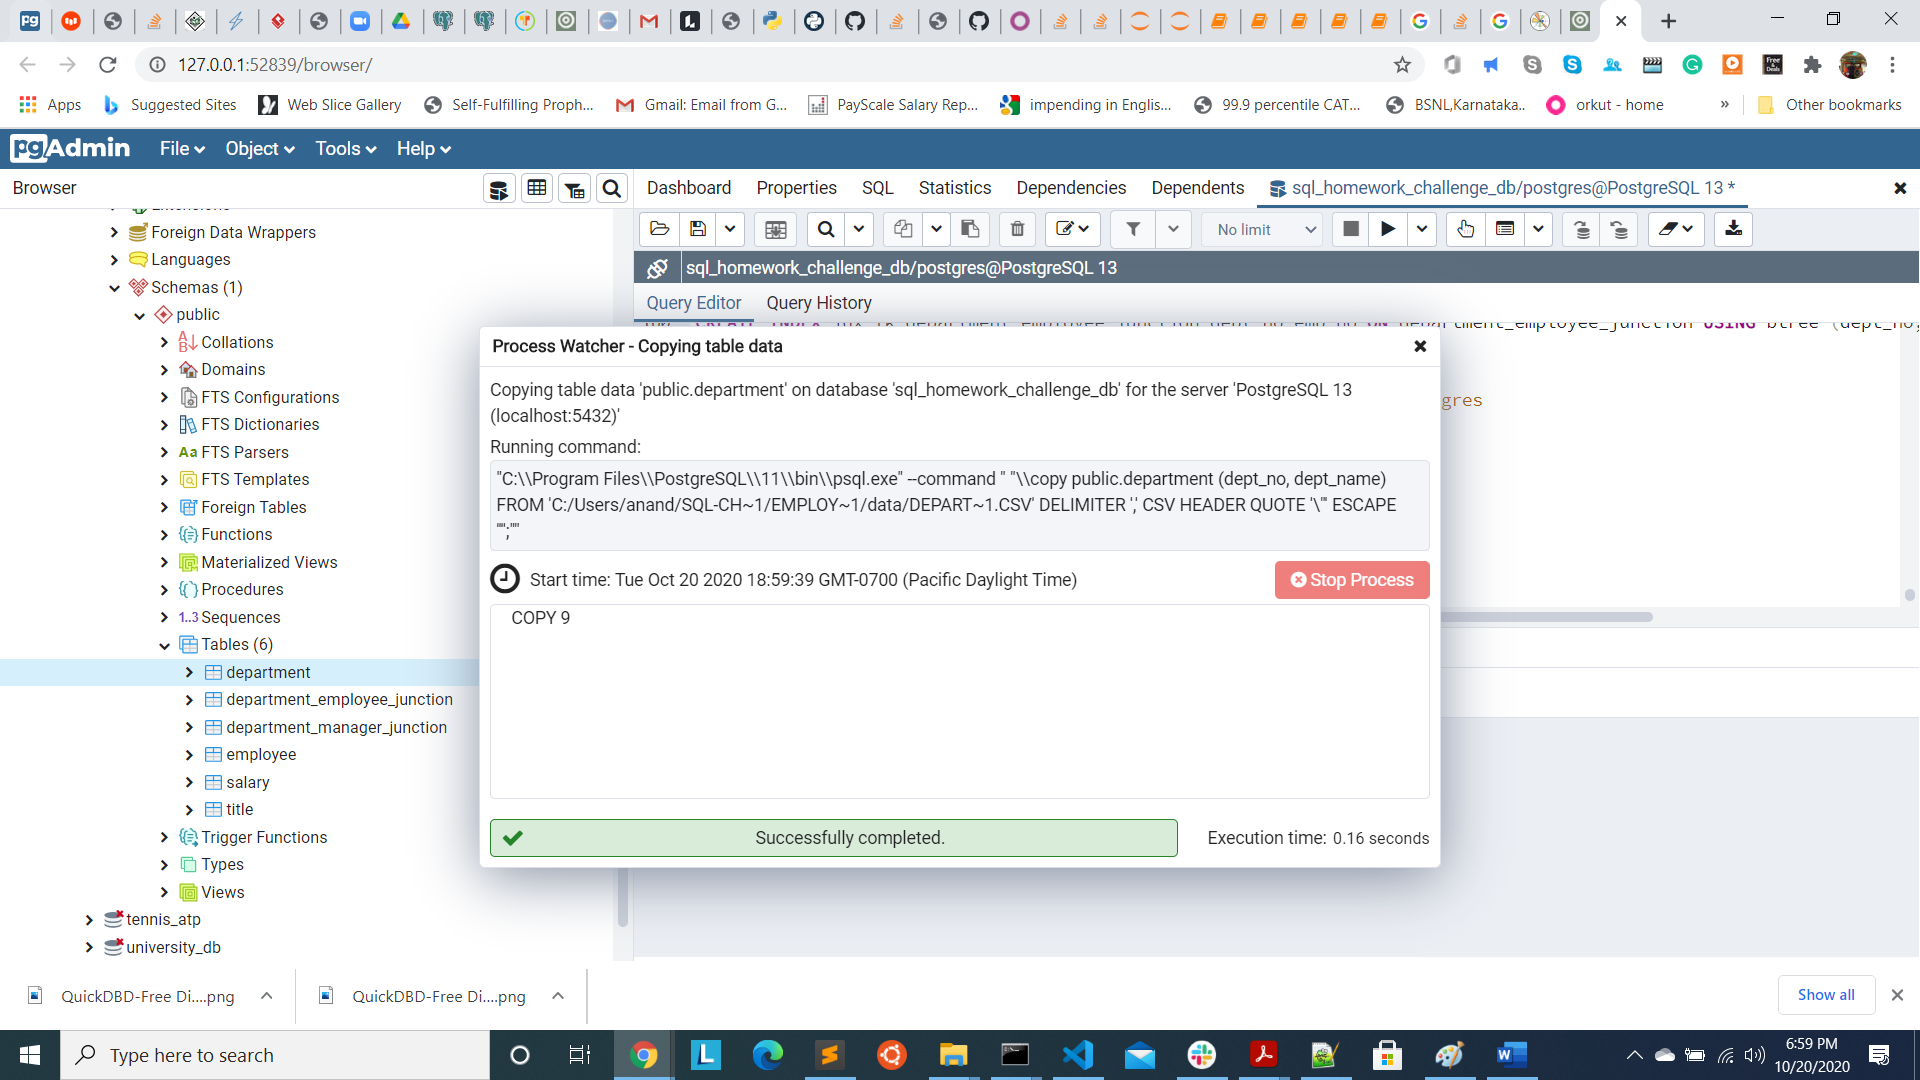 127.0.0.1:52839/browser/
Apps
Suggested Sites
Web Slice Gallery
Self-Fulfilling Proph...
Gmail: Email from G...
PayScale Salary Rep...
impending in Englis...
99.9 percentile CAT...
BSNL,Karnataka..
orkut - home
»
Other bookmarks
pgAdmin
File
Object
Tools
Help
Browser
Dashboard
Properties
SQL
Statistics
Dependencies
Dependents
sql_homework_challenge_db/postgres@PostgreSQL 13 *
No limit
sql_homework_challenge_db/postgres@PostgreSQL 13
Query Editor
Query History
Foreign Data Wrappers
Languages
Schemas (1)
public
Collations
Domains
FTS Configurations
FTS Dictionaries
FTS Parsers
FTS Templates
Foreign Tables
Functions
Materialized Views
Procedures
1..3 Sequences
Tables (6)
department
department_employee_junction
department_manager_junction
employee
salary
title
Trigger Functions
Types
Views
tennis_atp
university_db
gres
Process Watcher - Copying table data
Copying table data 'public.department' on database 'sql_homework_challenge_db' for the server 'PostgreSQL 13
(localhost:5432)'
Running command:
"C:\\Program Files\\PostgreSQL\\11\\bin\\psql.exe" --command " "\\copy public.department (dept_no, dept_name)
FROM 'C:/Users/anand/SQL-CH~1/EMPLOY~1/data/DEPART~1.CSV' DELIMITER ',' CSV HEADER QUOTE '\"' ESCAPE
'''';""
Start time: Tue Oct 20 2020 18:59:39 GMT-0700 (Pacific Daylight Time)
Stop Process
COPY 9
Successfully completed.
Execution time: 0.16 seconds
QuickDBD-Free Di....png
QuickDBD-Free Di....png
Show all
Type here to search
6:59 PM
10/20/2020